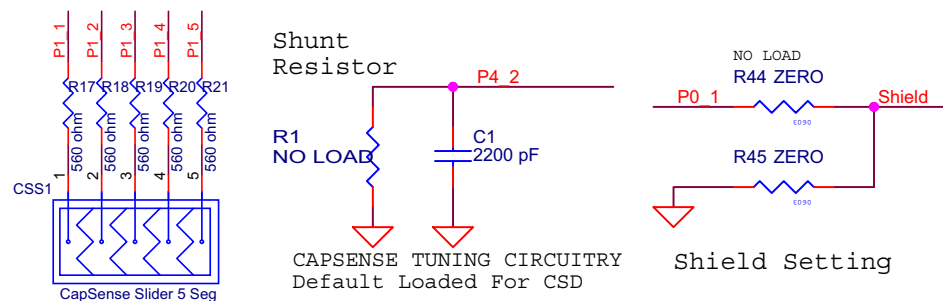 P1_1
P1_2
P1_3
P1_4
P1_5
R17
R18
R19
R20
R21
560 ohm
560 ohm
560 ohm
560 ohm
560 ohm
1
2
3
4
5
CSS1
CapSense Slider 5 Seg
Shunt
Resistor
P4_2
R1
NO LOAD
C1
2200 pF
CAPSENSE TUNING CIRCUITRY
Default Loaded For CSD
NO LOAD
R44 ZERO
P0_1
Shield
0603
R45 ZERO
0603
Shield Setting